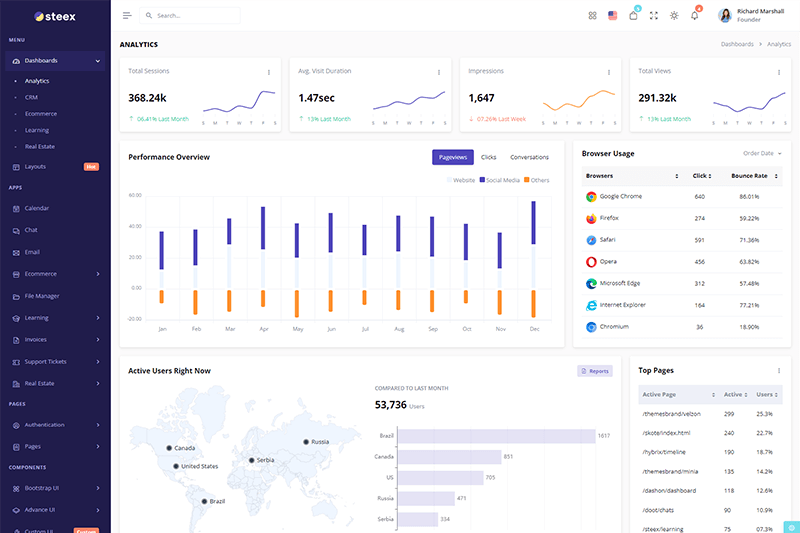 steex
MENU
Dashboards
Analytics
CRM
Ecommerce
Learning
Real Estate
Layouts Hot
APPS
Calendar
Chat
Email
Ecommerce
File Manager
Learning
Invoices
Support Tickets
Real Estate
PAGES
Authentication
Pages
COMPONENTS
Bootstrap UI
Advance UI
Custom UI Custom
Search...
5
4
Richard Marshall
Founder
ANALYTICS
Dashboards > Analytics
Total Sessions
368.24k
↑ 06.41% Last Month
S M T W T F S
Avg. Visit Duration
1.47sec
↑ 13% Last Month
S M T W T F S
Impressions
1,647
↓ 07.26% Last Week
S M T W T F S
Total Views
291.32k
↑ 13% Last Month
S M T W T F S
Performance Overview
Pageviews Clicks Conversations
Website Social Media Others
60.00
40.00
20.00
0.00
-20.00
Jan Feb Mar Apr May Jun Jul Aug Sep Oct Nov Dec
Browser Usage
Order Date
Browsers Click Bounce Rate
Google Chrome 640 86.01%
Firefox 274 59.22%
Safari 591 71.36%
Opera 456 63.82%
Microsoft Edge 312 57.48%
Internet Explorer 164 77.21%
Chromium 36 18.90%
Active Users Right Now
Reports
Canada
United States
Brazil
Serbia
Russia
COMPARED TO LAST MONTH
53,736 Users
Brazil 1617
Canada 851
US 705
Russia 471
Serbia 334
Top Pages
Active Page Active Users
/themesbrand/velzon 299 25.3%
/skote/index.html 240 22.7%
/hybrix/timeline 190 18.7%
/themesbrand/minia 135 14.2%
/dashon/dashboard 118 12.6%
/doot/chats 90 10.9%
/steex/learning 75 07.3%